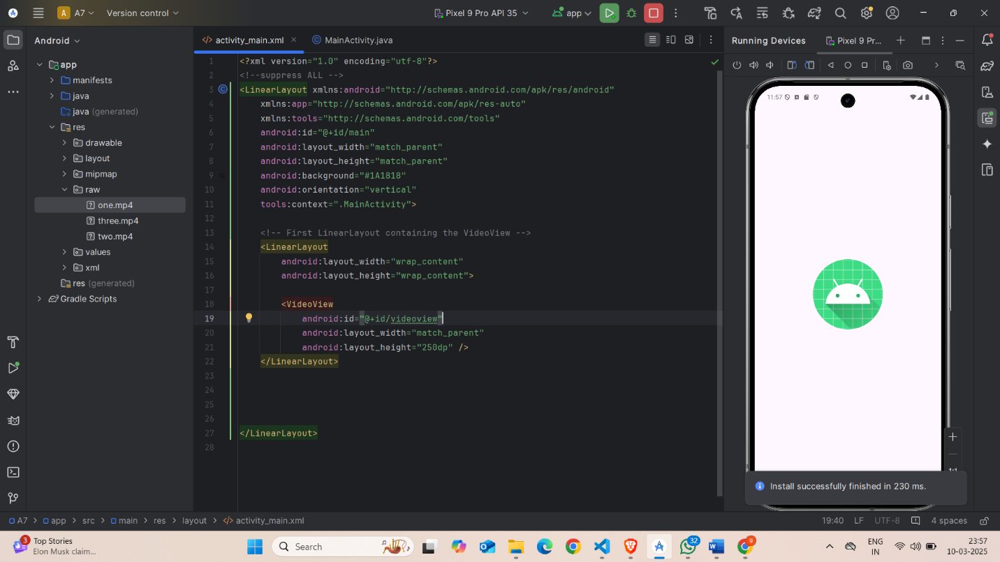 A A7 Version control Pixel 9 Pro API 35 app
Android
app
manifests
java
java (generated)
res
drawable
layout
mipmap
raw
one.mp4
three.mp4
two.mp4
values
xml
res (generated)
Gradle Scripts
activity_main.xml MainActivity.java
1 <?xml version="1.0" encoding="utf-8"?>
2 <!--suppress ALL -->
3 <LinearLayout xmlns:android="http://schemas.android.com/apk/res/android"
4 xmlns:app="http://schemas.android.com/apk/res-auto"
5 xmlns:tools="http://schemas.android.com/tools"
6 android:id="@+id/main"
7 android:layout_width="match_parent"
8 android:layout_height="match_parent"
9 android:background="#1A1818"
10 android:orientation="vertical"
11 tools:context=".MainActivity">
12
13 <!-- First LinearLayout containing the VideoView -->
14 <LinearLayout
15 android:layout_width="wrap_content"
16 android:layout_height="wrap_content">
17
18 <VideoView
19 android:id="@+id/videoview"
20 android:layout_width="match_parent"
21 android:layout_height="250dp" />
22 </LinearLayout>
23
24
25
26
27 </LinearLayout>
28
Running Devices Pixel 9 Pr...
11:57
1:1
Install successfully finished in 230 ms.
A7 > app > src > main > res > layout > activity_main.xml
19:40 LF UTF-8 4 spaces
3 Top Stories
Elon Musk claim...
Search
32
9
ENG
IN
23:57
10-03-2025